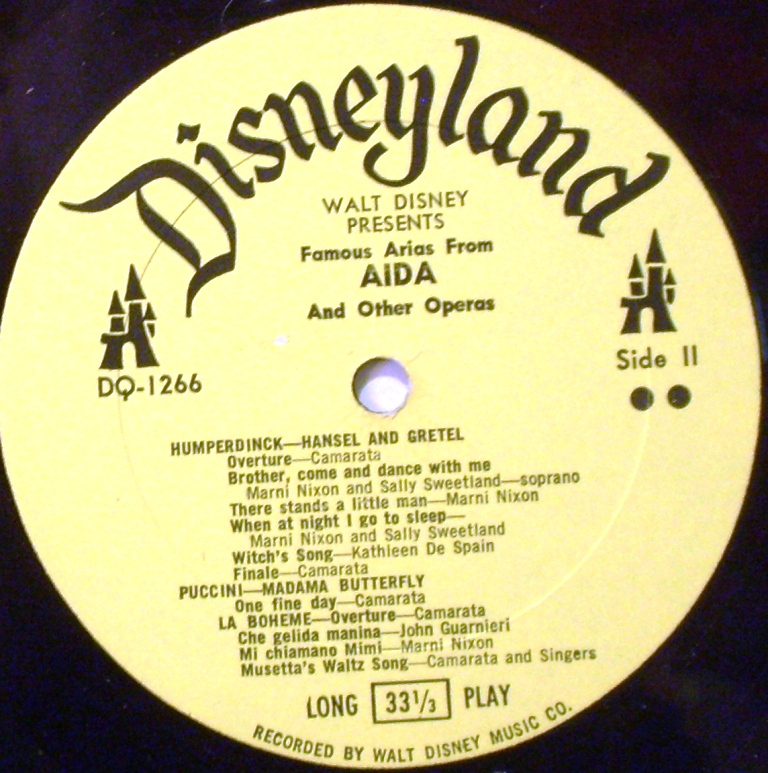 Disneyland
WALT DISNEY
PRESENTS
Famous Arias From
AIDA
And Other Operas
DQ-1266
Side II
HUMPERDINCK—HANSEL AND GRETEL
Overture—Camarata
Brother, come and dance with me
Marni Nixon and Sally Sweetland—soprano
There stands a little man—Marni Nixon
When at night I go to sleep—
Marni Nixon and Sally Sweetland
Witch's Song—Kathleen De Spain
Finale—Camarata
PUCCINI—MADAMA BUTTERFLY
One fine day—Camarata
LA BOHEME—Overture—Camarata
Che gelida manina—John Guarnieri
Mi chiamano Mimi—Marni Nixon
Musetta's Waltz Song—Camarata and Singers
LONG 33⅓ PLAY
RECORDED BY WALT DISNEY MUSIC CO.